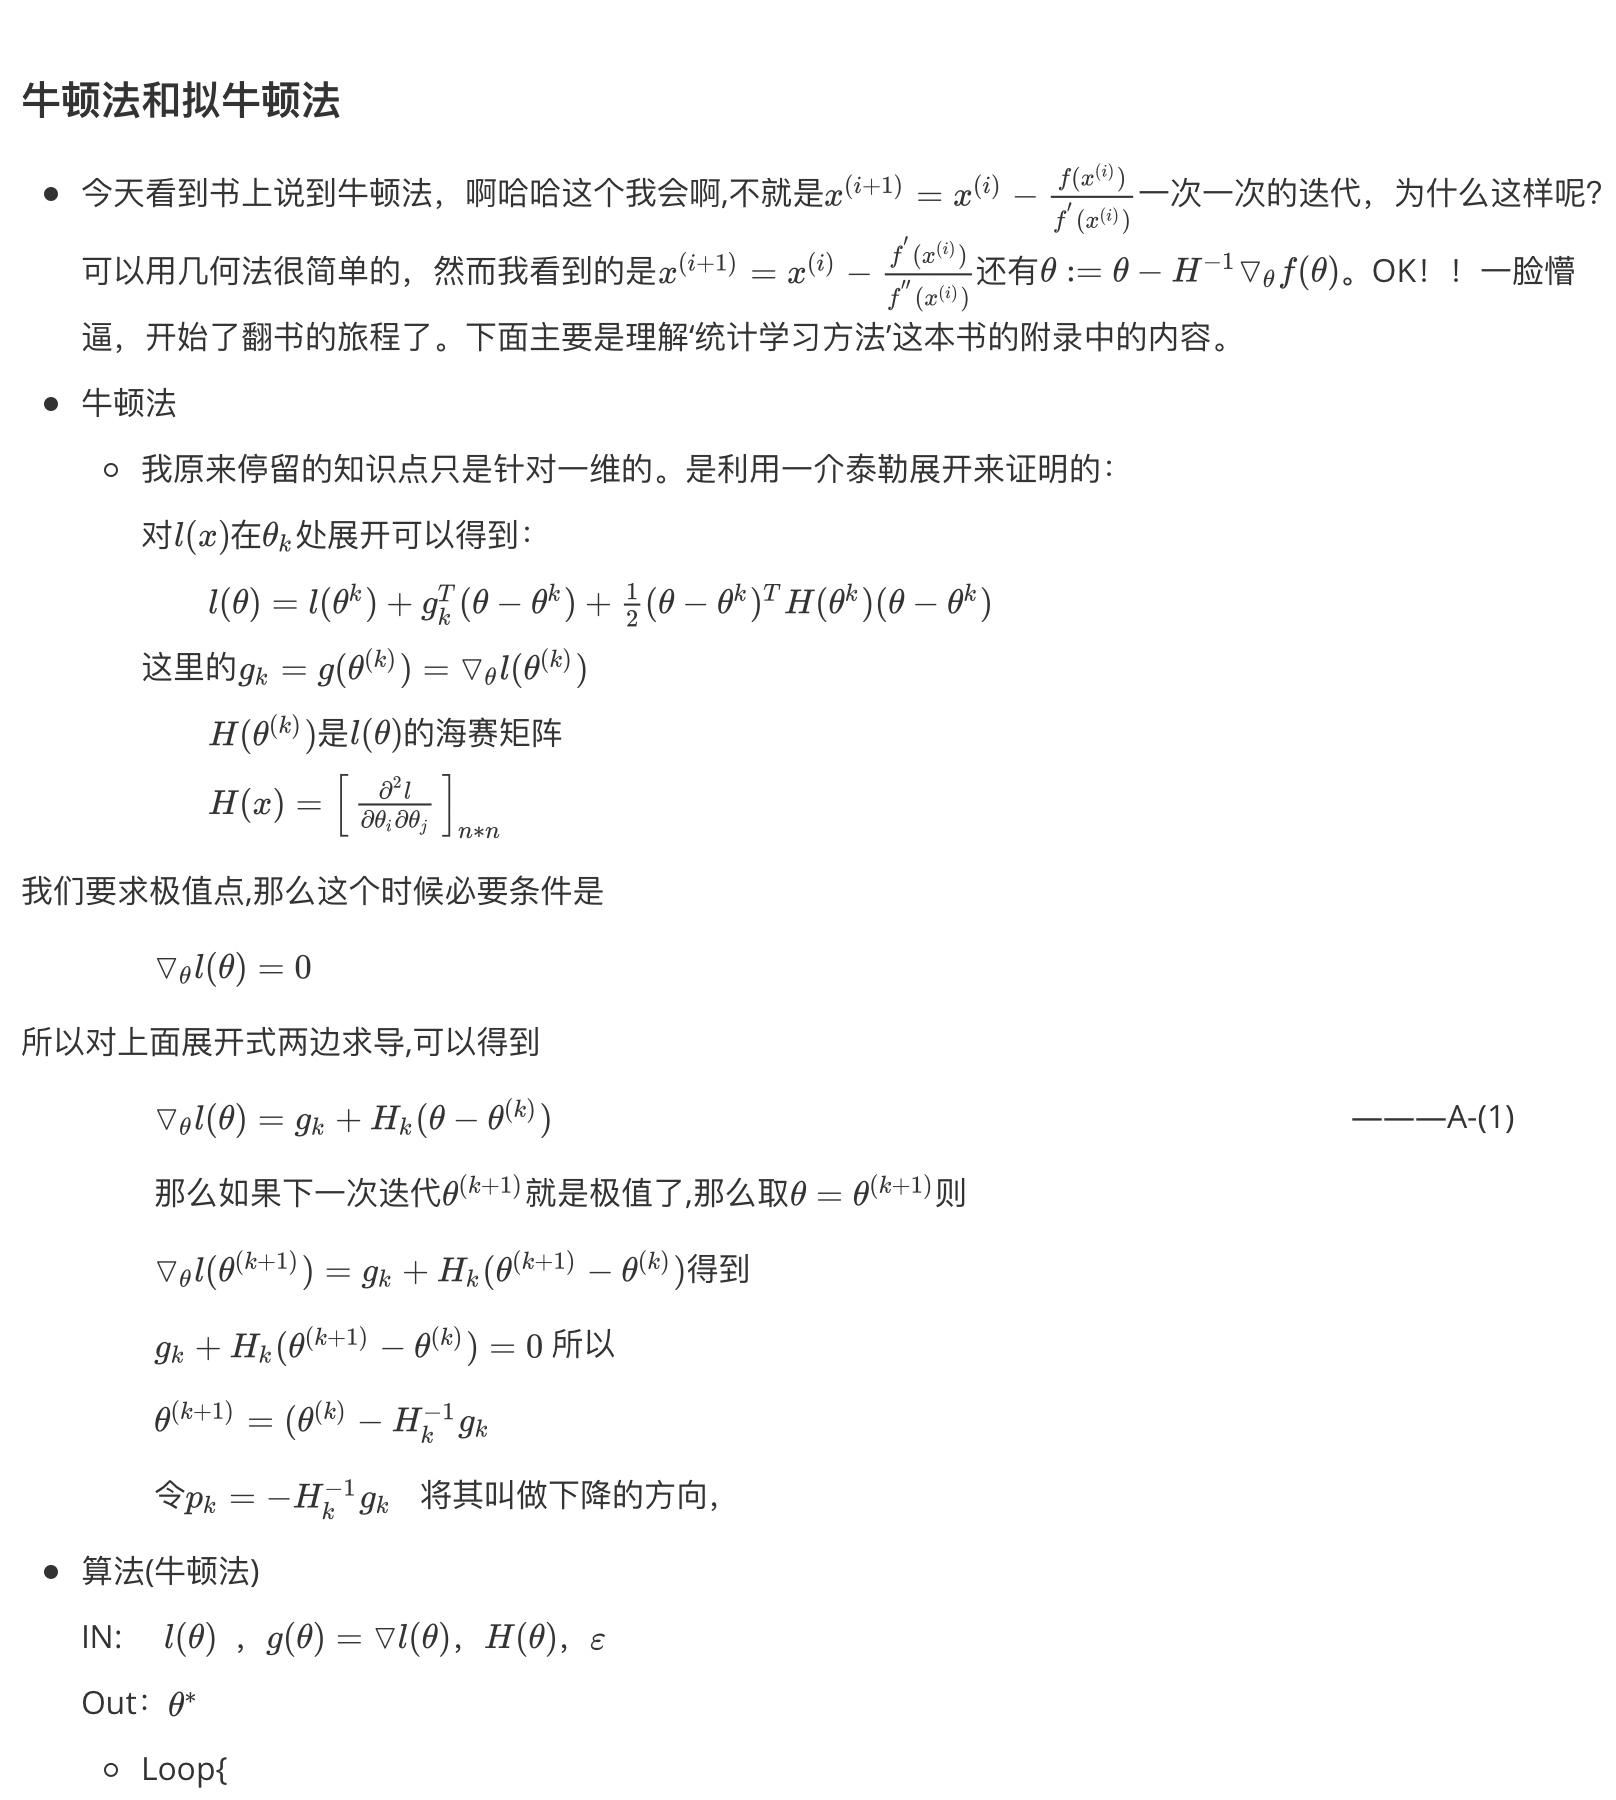 牛顿法和拟牛顿法
● 今天看到书上说到牛顿法，啊哈哈这个我会啊,不就是$x^{(i+1)} = x^{(i)} - \frac{f(x^{(i)})}{f^{'}(x^{(i)})}$一次一次的迭代，为什么这样呢?
可以用几何法很简单的，然而我看到的是$x^{(i+1)} = x^{(i)} - \frac{f^{'}(x^{(i)})}{f^{''}(x^{(i)})}$还有$\theta := \theta - H^{-1}\triangledown_{\theta}f(\theta)$。OK！！一脸懵
逼，开始了翻书的旅程了。下面主要是理解‘统计学习方法’这本书的附录中的内容。
● 牛顿法
○ 我原来停留的知识点只是针对一维的。是利用一介泰勒展开来证明的：
对$l(x)$在$\theta_k$处展开可以得到：
$l(\theta) = l(\theta^k) + g_k^T(\theta - \theta^k) + \frac{1}{2}(\theta - \theta^k)^T H(\theta^k)(\theta - \theta^k)$
这里的$g_k = g(\theta^{(k)}) = \triangledown_{\theta}l(\theta^{(k)})$
$H(\theta^{(k)})$是$l(\theta)$的海赛矩阵
$H(x) = \left[\frac{\partial^2 l}{\partial\theta_i\partial\theta_j}\right]_{n*n}$
我们要求极值点,那么这个时候必要条件是
$\triangledown_{\theta}l(\theta) = 0$
所以对上面展开式两边求导,可以得到
$\triangledown_{\theta}l(\theta) = g_k + H_k(\theta - \theta^{(k)})$ ———A-(1)
那么如果下一次迭代$\theta^{(k+1)}$就是极值了,那么取$\theta = \theta^{(k+1)}$则
$\triangledown_{\theta}l(\theta^{(k+1)}) = g_k + H_k(\theta^{(k+1)} - \theta^{(k)})$得到
$g_k + H_k(\theta^{(k+1)} - \theta^{(k)}) = 0$ 所以
$\theta^{(k+1)} = (\theta^{(k)} - H_k^{-1}g_k$
令$p_k = -H_k^{-1}g_k$ 将其叫做下降的方向，
● 算法(牛顿法)
IN: $l(\theta)$ ，$g(\theta) = \triangledown l(\theta)$，$H(\theta)$，$\varepsilon$
Out：$\theta^*$
○ Loop{